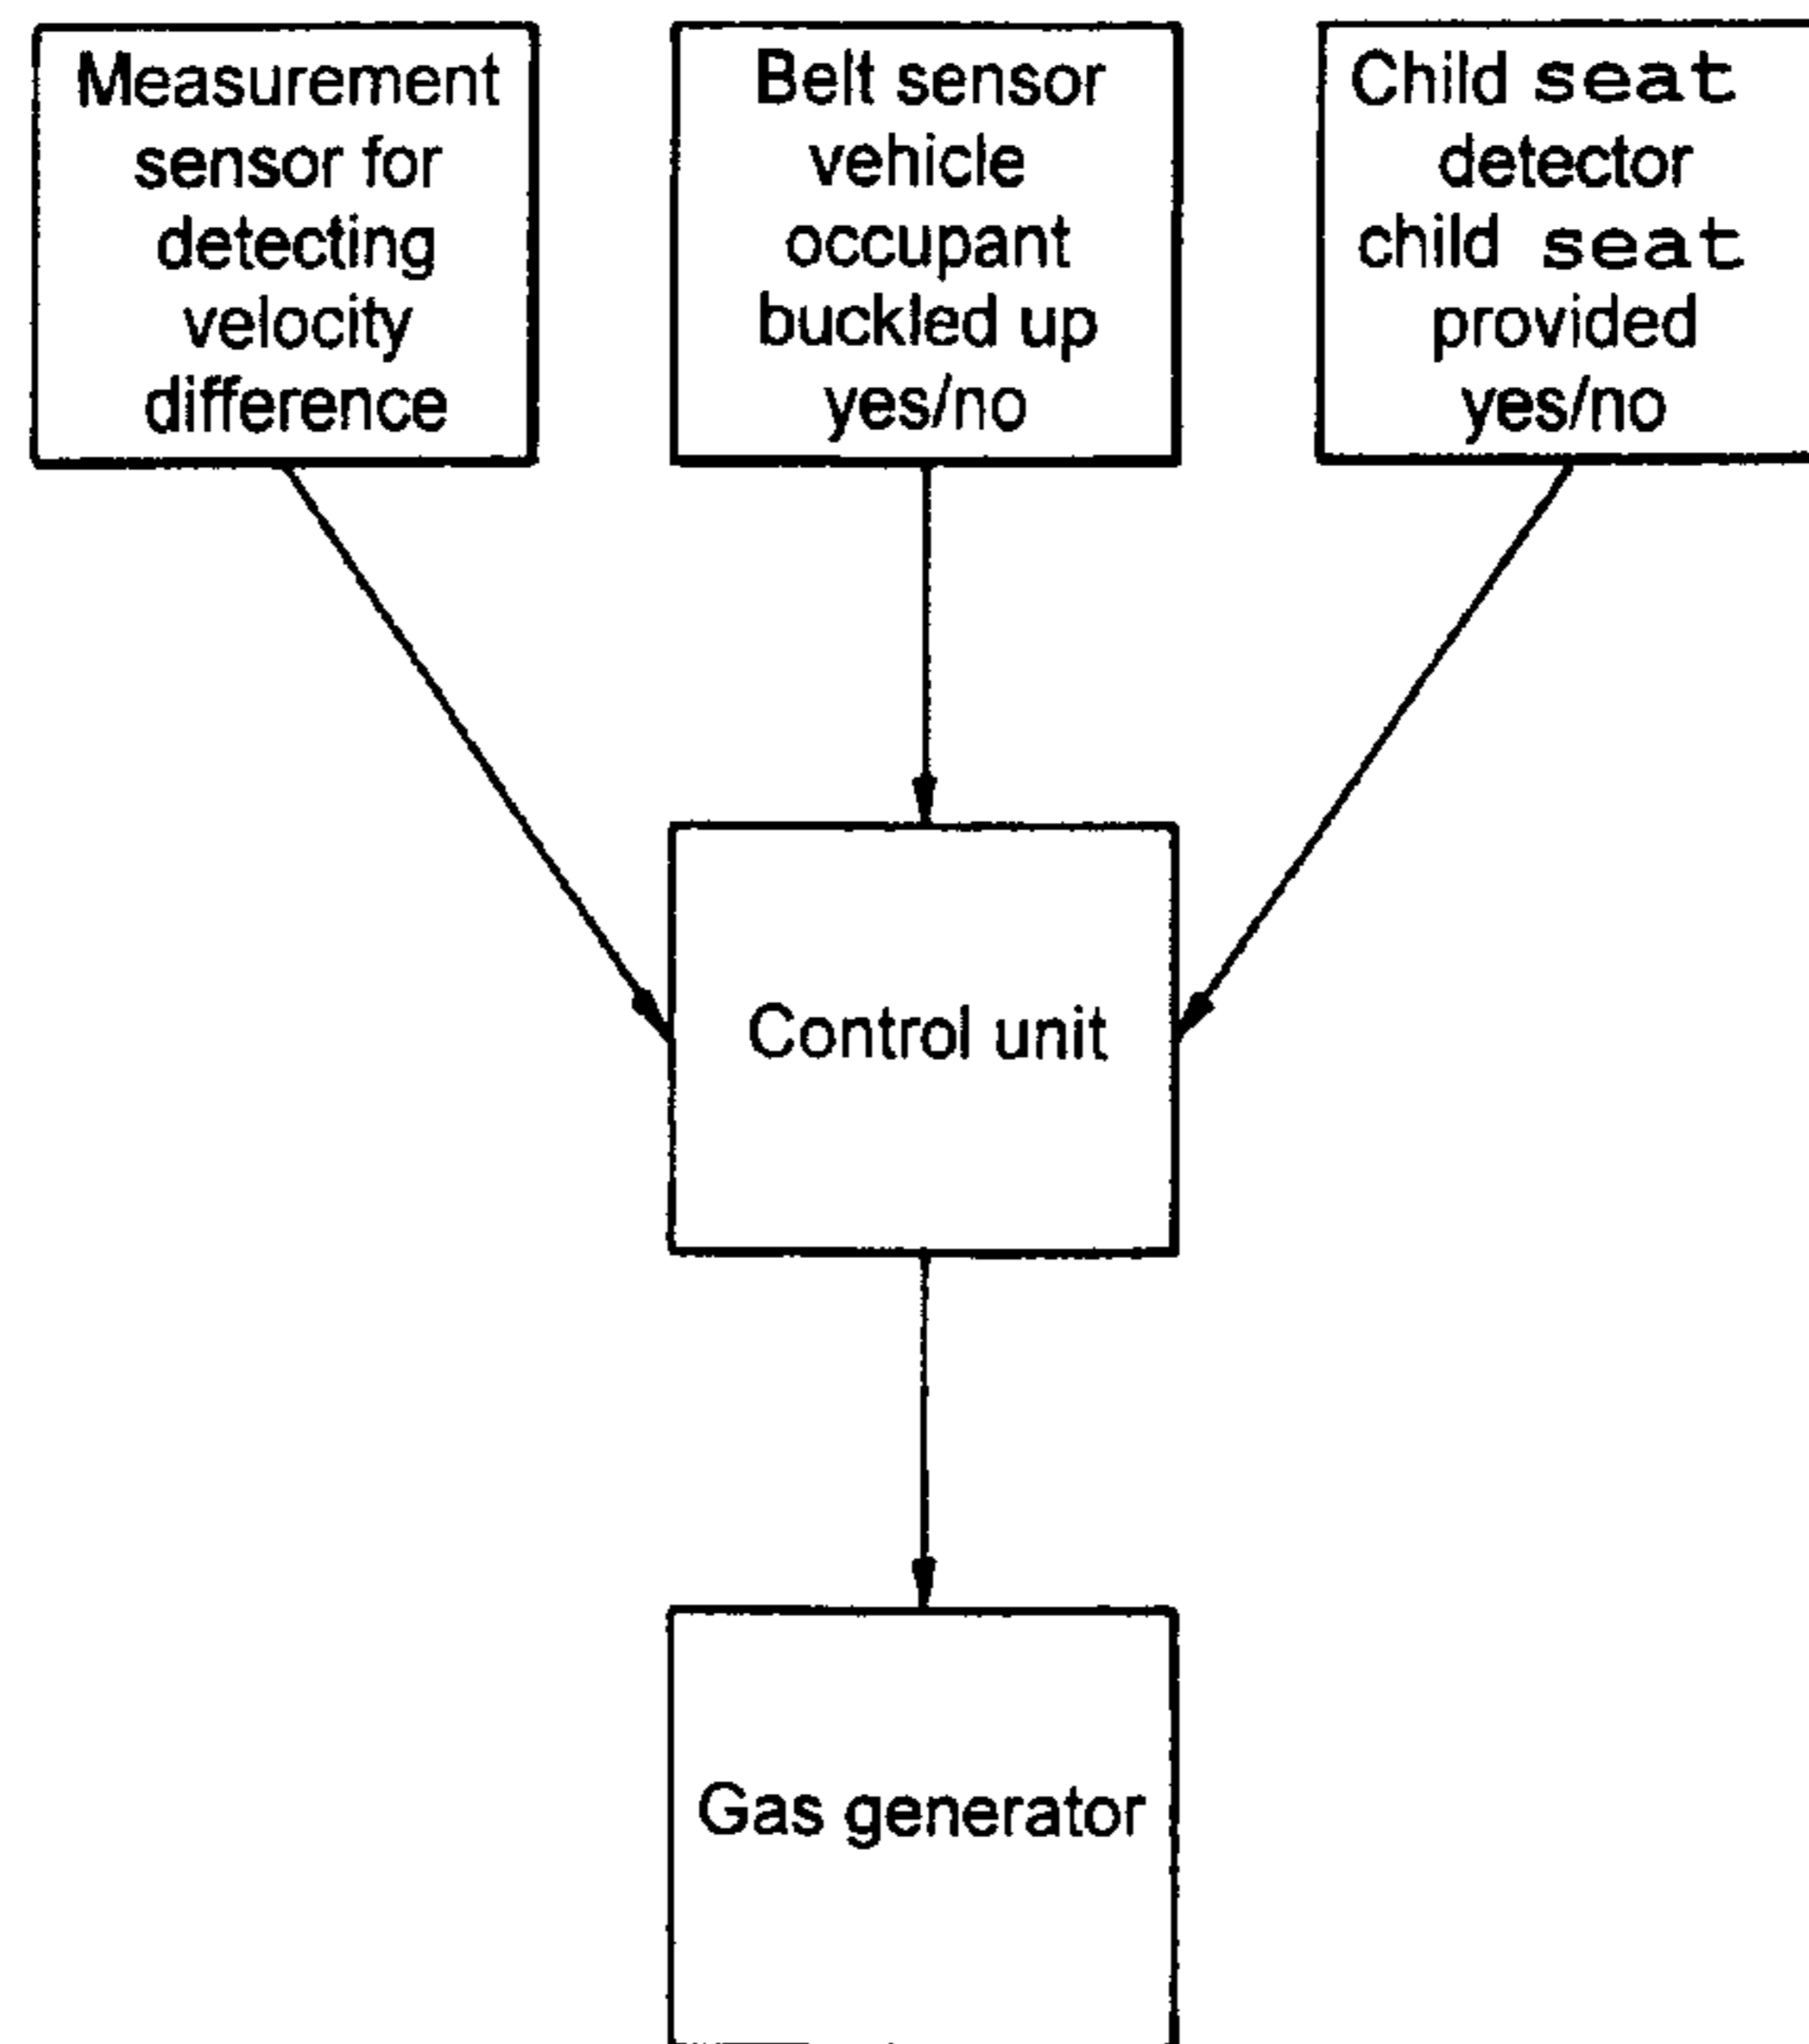 Measurement
sensor for
detecting
velocity
difference
Belt sensor
vehicle
occupant
buckled up
yes/no
Child seat
detector
child seat
provided
yes/no
Control unit
Gas generator